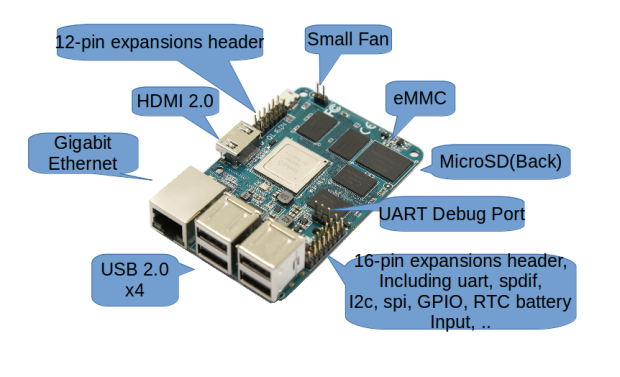 12-pin expansions header
Small Fan
HDMI 2.0
eMMC
Gigabit
Ethernet
MicroSD(Back)
UART Debug Port
USB 2.0
x4
16-pin expansions header,
Including uart, spdif,
I2c, spi, GPIO, RTC battery
Input, ..